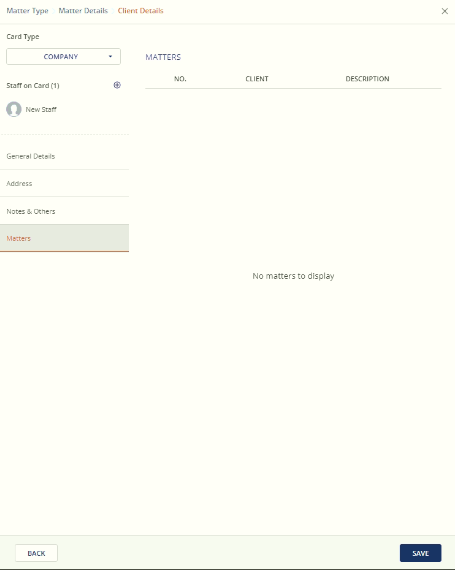 Matter Type Matter Details Client Details
Card Type
COMPANY
Staff on Card (1)
New Staff
General Details
Address
Notes & Others
Matters
MATTERS
NO. CLIENT DESCRIPTION
No matters to display
BACK SAVE